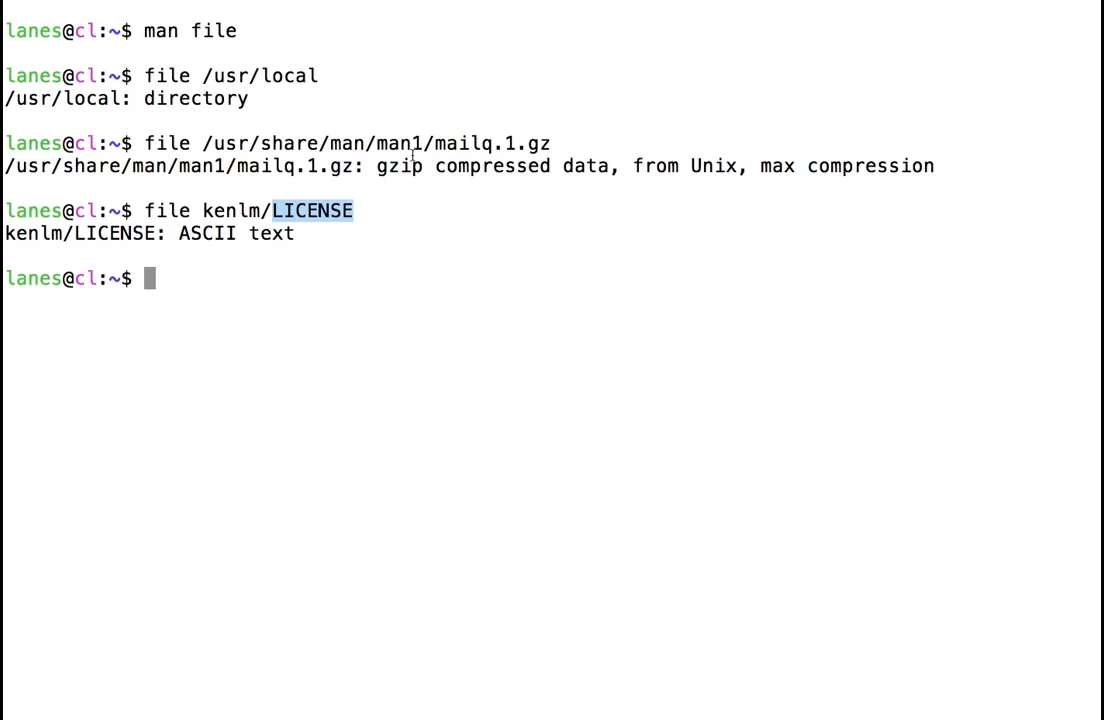 lanes@cl:~$ man file
lanes@cl:~$ file /usr/local
/usr/local: directory
lanes@cl:~$ file /usr/share/man/man1/mailq.1.gz
/usr/share/man/man1/mailq.1.gz: gzip compressed data, from Unix, max compression
lanes@cl:~$ file kenlm/LICENSE
kenlm/LICENSE: ASCII text
lanes@cl:~$